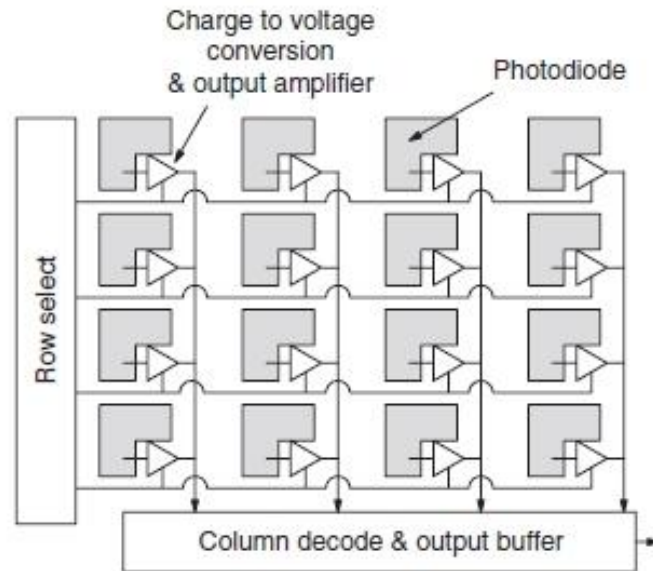 Charge to voltage
conversion
& output amplifier
Photodiode
Row select
Column decode & output buffer